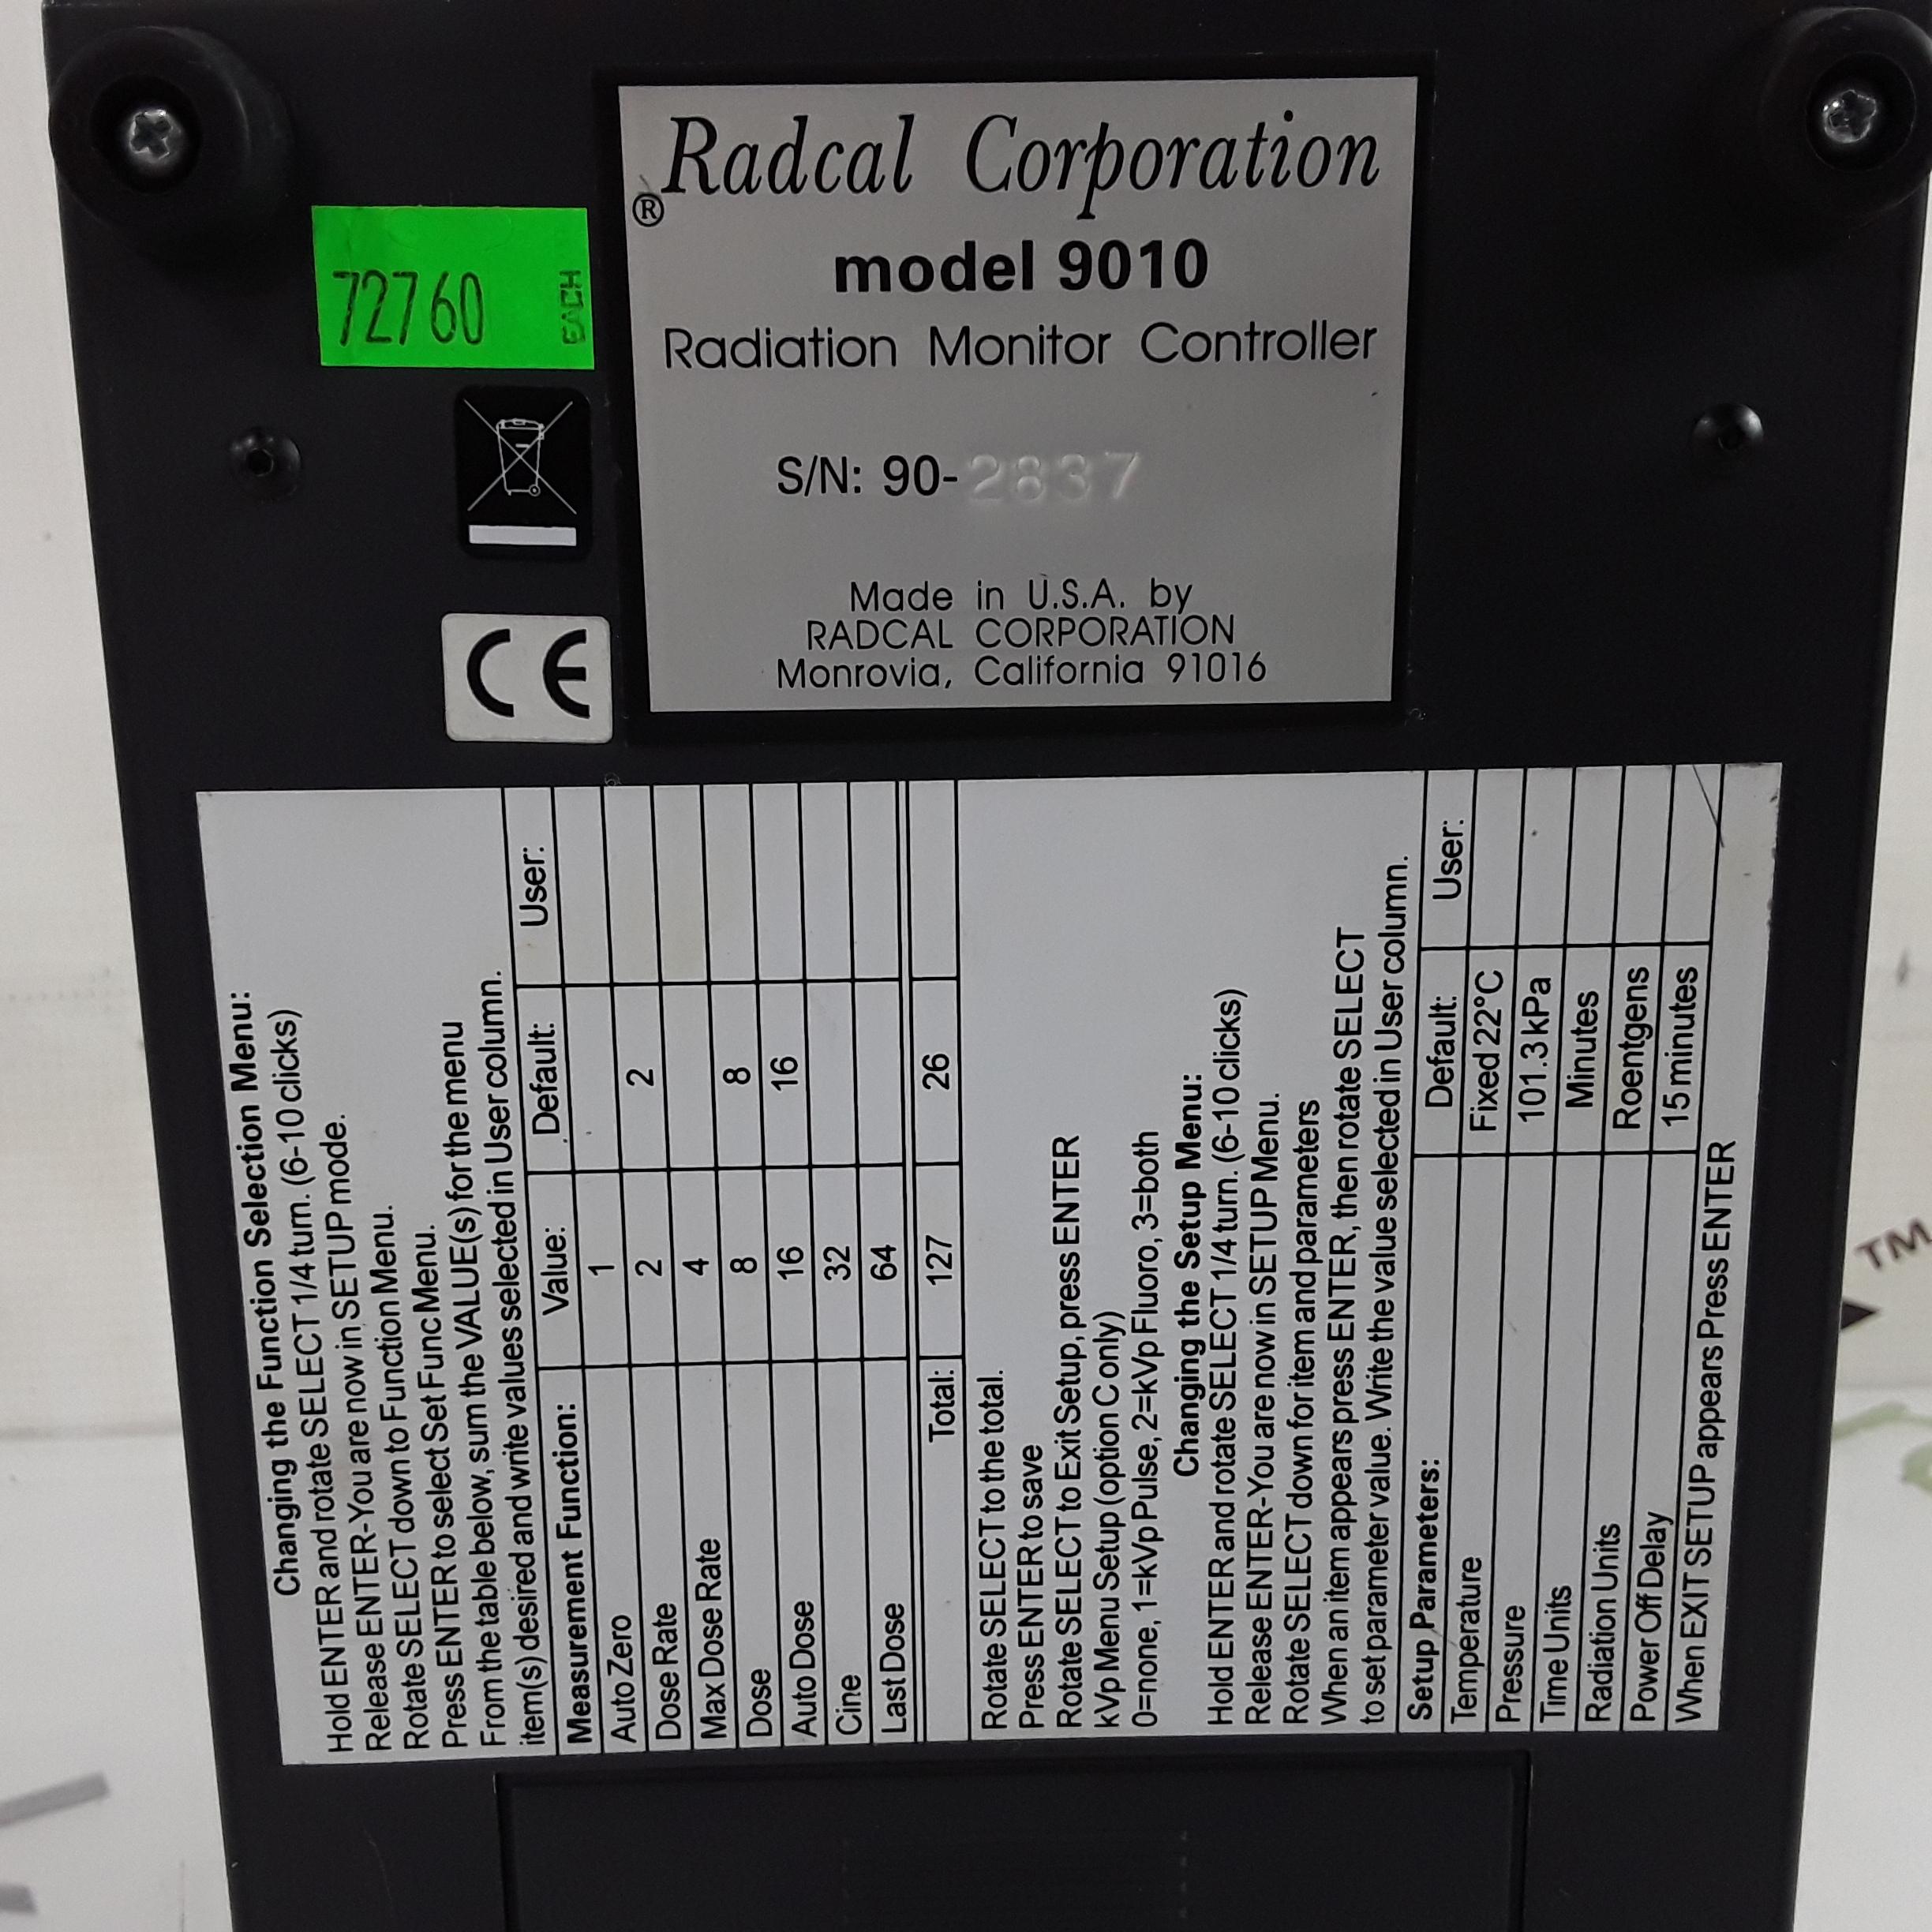 Radcal Corporation
®
model 9010
Radiation Monitor Controller
S/N: 90-2837
Made in U.S.A. by
RADCAL CORPORATION
Monrovia, California 91016
72760 EACH
CE
Changing the Function Selection Menu:
Hold ENTER and rotate SELECT 1/4 turn. (6-10 clicks)
Release ENTER-You are now in SETUP mode.
Rotate SELECT down to Function Menu.
Press ENTER to select Set Func Menu.
From the table below, sum the VALUE(s) for the menu
item(s) desired and write values selected in User column.
Measurement Function: Value: Default: User:
Auto Zero 1
Dose Rate 2 2
Max Dose Rate 4
Dose 8 8
Auto Dose 16 16
Cine 32
Last Dose 64
Total: 127 26
Rotate SELECT to the total.
Press ENTER to save
Rotate SELECT to Exit Setup, press ENTER
kVp Menu Setup (option C only)
0=none, 1=kVp Pulse, 2=kVp Fluoro, 3=both
Changing the Setup Menu:
Hold ENTER and rotate SELECT 1/4 turn. (6-10 clicks)
Release ENTER-You are now in SETUP Menu.
Rotate SELECT down for item and parameters
When an item appears press ENTER, then rotate SELECT
to set parameter value. Write the value selected in User column.
Setup Parameters: Default: User:
Temperature Fixed 22°C
Pressure 101.3 kPa
Time Units Minutes
Radiation Units Roentgens
Power Off Delay 15 minutes
When EXIT SETUP appears Press ENTER
TM